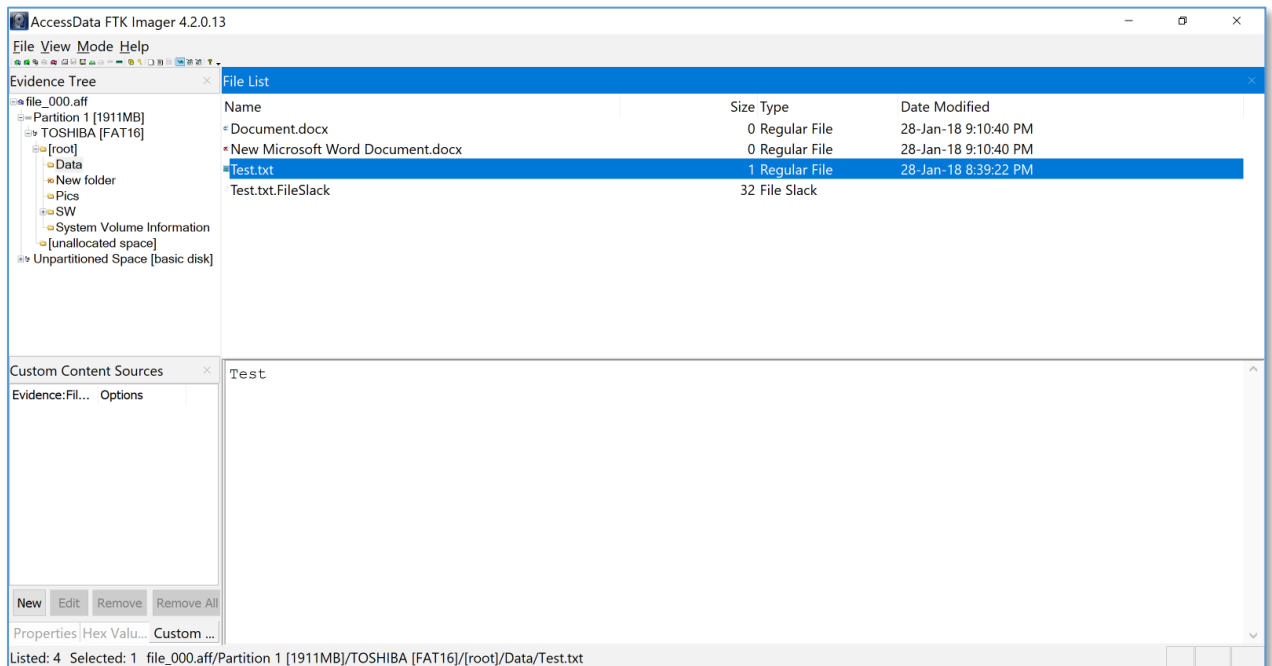 AccessData FTK Imager 4.2.0.13
File View Mode Help
Evidence Tree
file_000.aff
Partition 1 [1911MB]
TOSHIBA [FAT16]
[root]
Data
New folder
Pics
SW
System Volume Information
[unallocated space]
Unpartitioned Space [basic disk]
File List
Name Size Type Date Modified
Document.docx 0 Regular File 28-Jan-18 9:10:40 PM
New Microsoft Word Document.docx 0 Regular File 28-Jan-18 9:10:40 PM
Test.txt 1 Regular File 28-Jan-18 8:39:22 PM
Test.txt.FileSlack 32 File Slack
Custom Content Sources
Evidence:Fil... Options
New Edit Remove Remove All
Properties Hex Valu... Custom ...
Test
Listed: 4 Selected: 1 file_000.aff/Partition 1 [1911MB]/TOSHIBA [FAT16]/[root]/Data/Test.txt